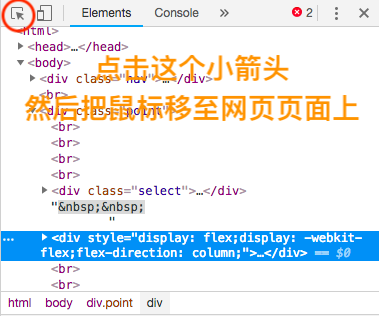 Elements Console » 2
<html>
<head>…</head>
<body>
点击这个小箭头
<div class="nav">…</div>
<br>
然后把鼠标移至网页页面上
<div class="point">
<br>
<br>
<br>
<br>
<div class="select">…</div>
"&nbsp;&nbsp;
"
… <div style="display: flex;display: -webkit-
flex;flex-direction: column;">…</div> == $0
<br>
<br>
html body div.point div